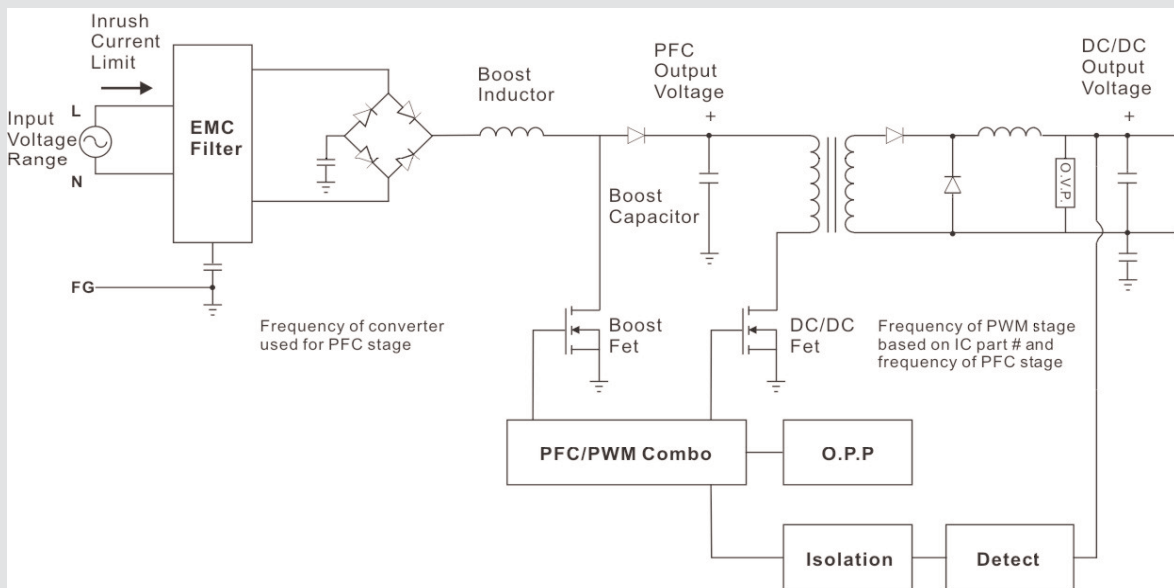 Inrush
Current
Limit
L
Input
Voltage
Range
N
EMC
Filter
FG
Boost
Inductor
PFC
Output
Voltage
+
Boost
Capacitor
DC/DC
Output
Voltage
+
O.V.P.
Frequency of converter
used for PFC stage
Boost
Fet
DC/DC
Fet
Frequency of PWM stage
based on IC part # and
frequency of PFC stage
PFC/PWM Combo
O.P.P
Isolation
Detect